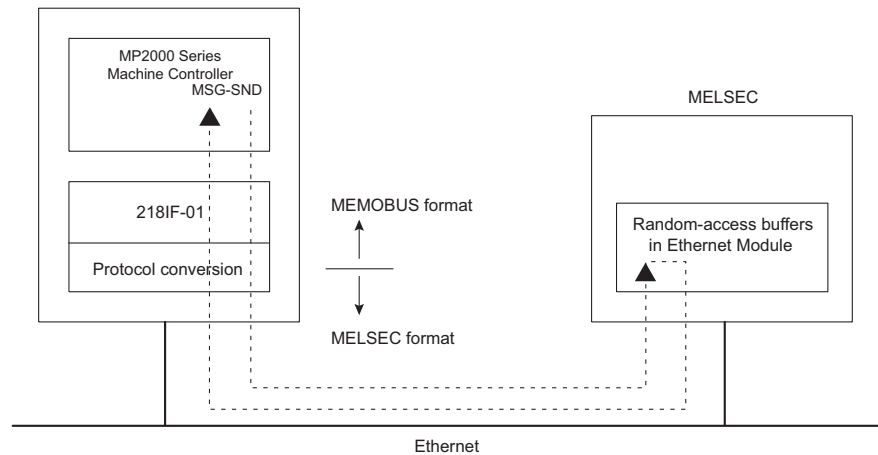 MP2000 Series
Machine Controller
MSG-SND
218IF-01
Protocol conversion
MEMOBUS format
MELSEC format
MELSEC
Random-access buffers
in Ethernet Module
Ethernet